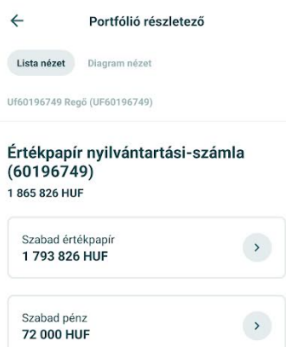 Portfólió részletező
Lista nézet Diagram nézet
Uf60196749 Regő (UF60196749)
Értékpapír nyilvántartási-számla
(60196749)
1 865 826 HUF
Szabad értékpapír
1 793 826 HUF
Szabad pénz
72 000 HUF